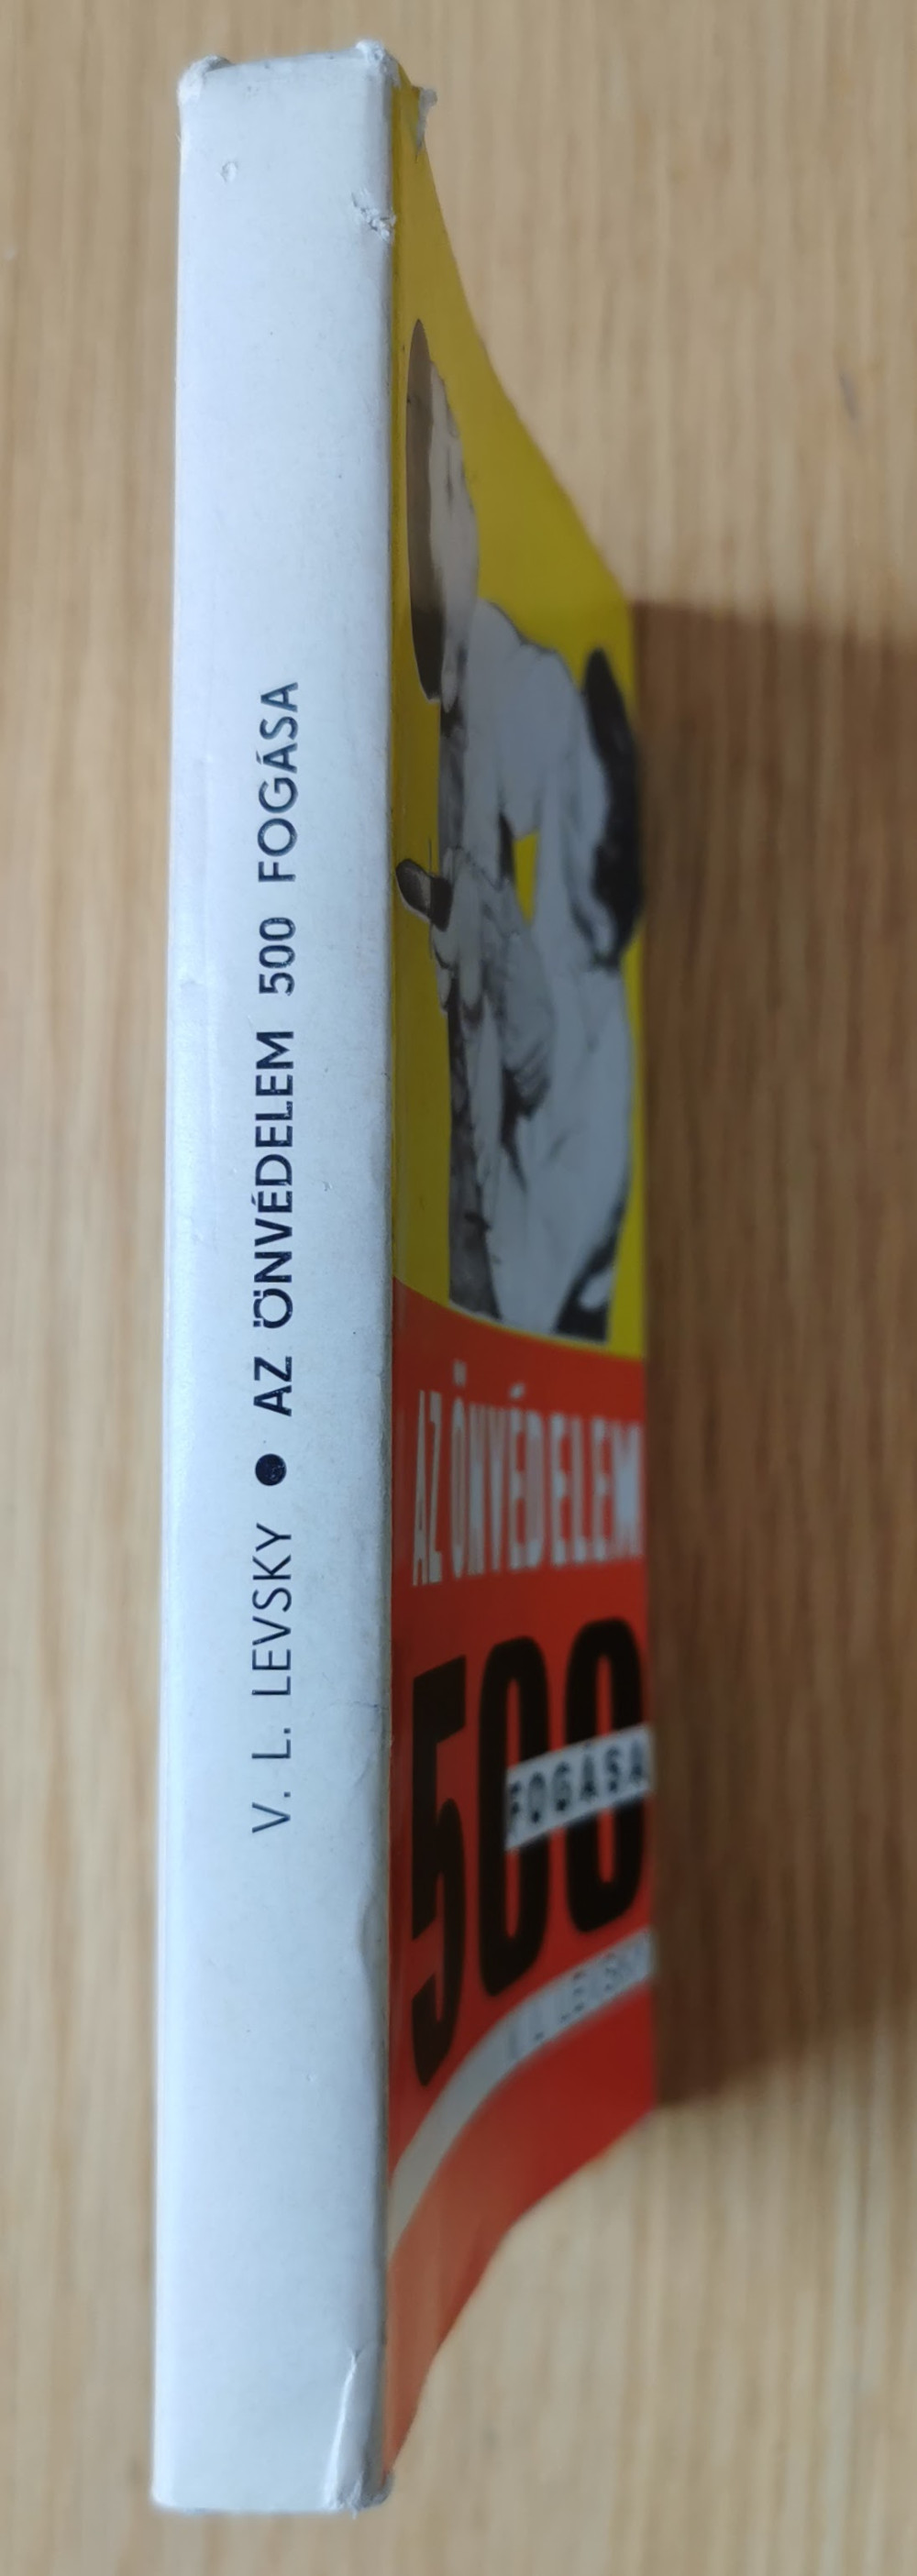 V. L. LEVSKY ● AZ ÖNVÉDELEM 500 FOGÁSA
AZ ÖNVÉDELEM
500
FOGÁSA
LEVSKY